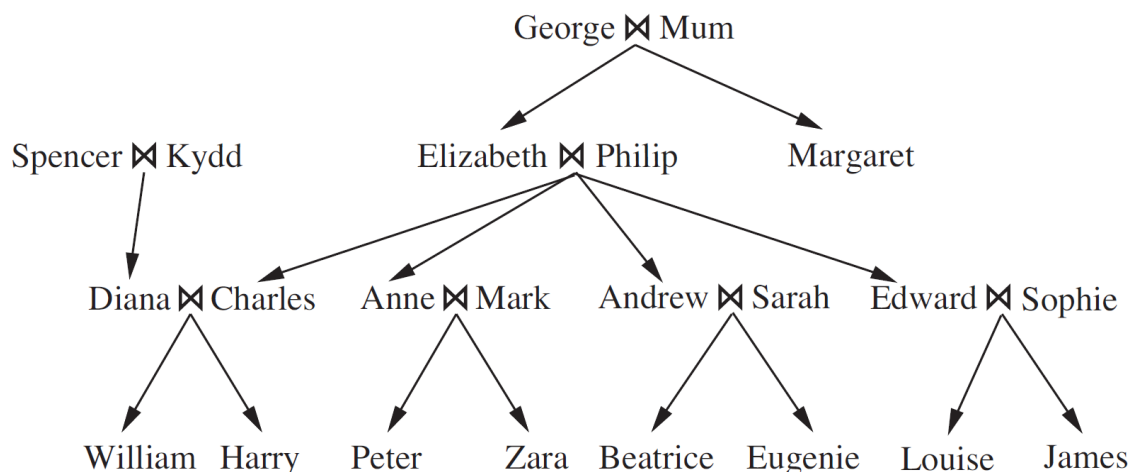 George ⋈ Mum
Spencer ⋈ Kydd Elizabeth ⋈ Philip Margaret
Diana ⋈ Charles Anne ⋈ Mark Andrew ⋈ Sarah Edward ⋈ Sophie
William Harry Peter Zara Beatrice Eugenie Louise James